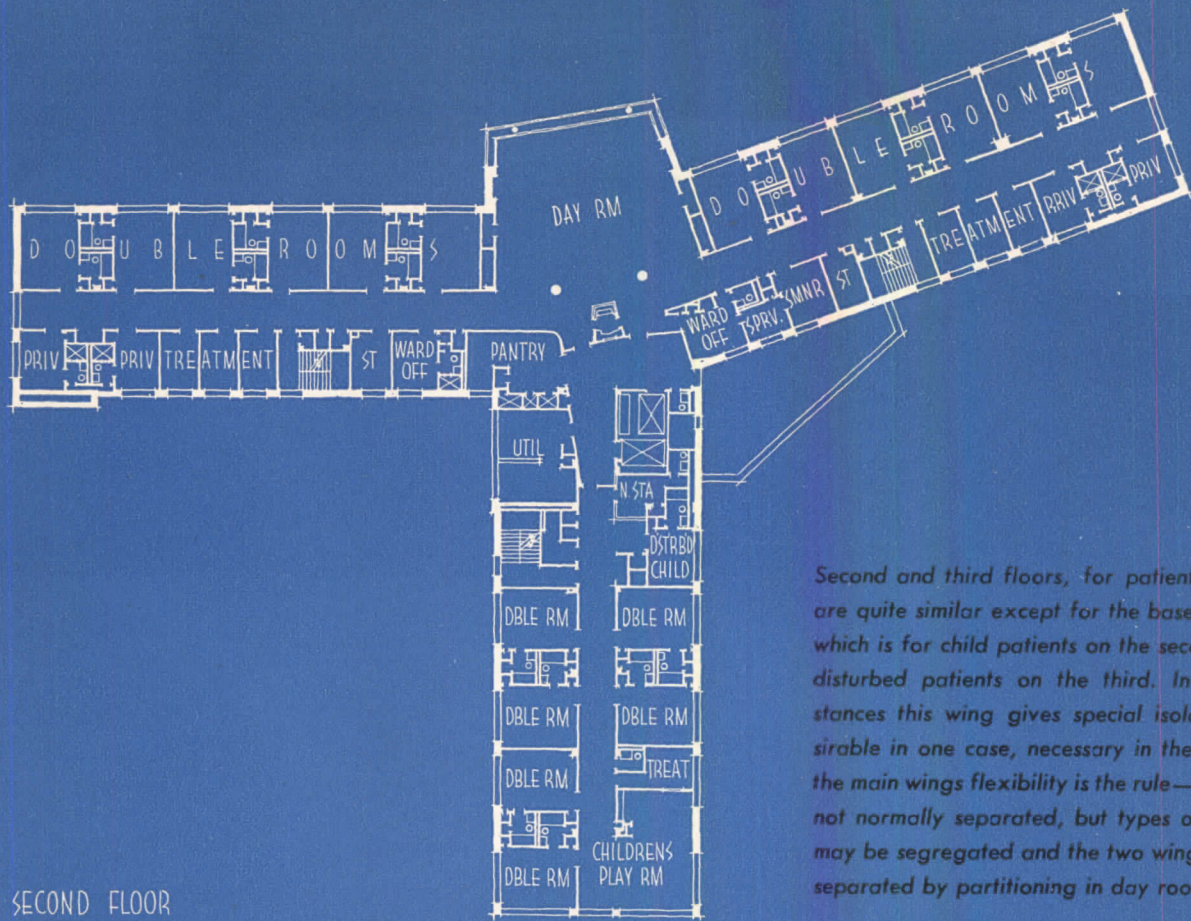 DOUBLE ROOMS
DAY RM
DOUBLE ROOMS
PRIV
PRIV
TREATMENT
ST
WARD
OFF
PANTRY
WARD
OFF
SPRV.
SMNR
ST
TREATMENT
PRIV
PRIV
UTIL
N. STA
DSTRBD
CHILD
DBLE RM
DBLE RM
DBLE RM
DBLE RM
DBLE RM
TREAT
DBLE RM
CHILDRENS
PLAY RM
SECOND FLOOR
Second and third floors, for patient
are quite similar except for the base
which is for child patients on the sec
disturbed patients on the third. In
stances this wing gives special isol
sirable in one case, necessary in the
the main wings flexibility is the rule—
not normally separated, but types o
may be segregated and the two wing
separated by partitioning in day roo